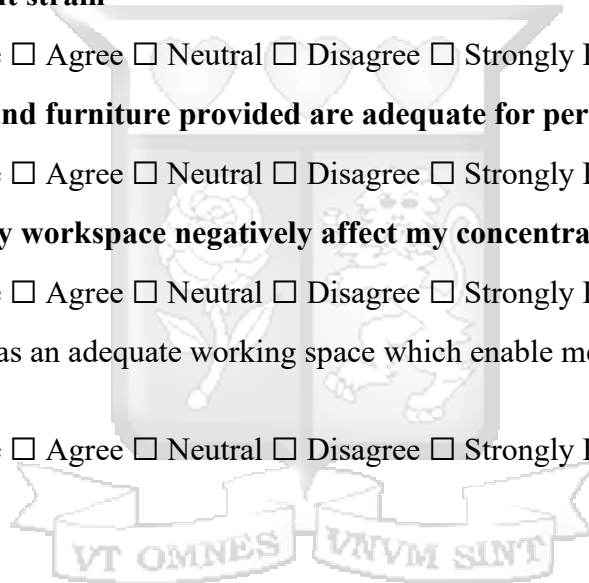 t strain
e ☐ Agree ☐ Neutral ☐ Disagree ☐ Strongly
and furniture provided are adequate for per
e ☐ Agree ☐ Neutral ☐ Disagree ☐ Strongly
y workspace negatively affect my concentra
e ☐ Agree ☐ Neutral ☐ Disagree ☐ Strongly
as an adequate working space which enable me
e ☐ Agree ☐ Neutral ☐ Disagree ☐ Strongly
VT OMNES VNVM SINT